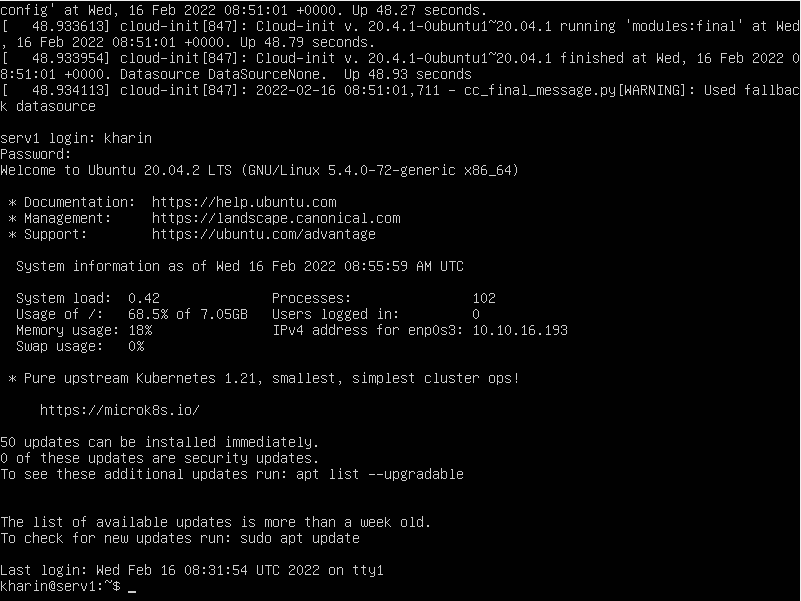 config' at Wed, 16 Feb 2022 08:51:01 +0000. Up 48.27 seconds.
[   48.933613] cloud-init[847]: Cloud-init v. 20.4.1-0ubuntu1~20.04.1 running 'modules:final' at Wed
, 16 Feb 2022 08:51:01 +0000. Up 48.79 seconds.
[   48.933954] cloud-init[847]: Cloud-init v. 20.4.1-0ubuntu1~20.04.1 finished at Wed, 16 Feb 2022 0
8:51:01 +0000. Datasource DataSourceNone.  Up 48.93 seconds
[   48.934113] cloud-init[847]: 2022-02-16 08:51:01,711 - cc_final_message.py[WARNING]: Used fallbac
k datasource
serv1 login: kharin
Password:
Welcome to Ubuntu 20.04.2 LTS (GNU/Linux 5.4.0-72-generic x86_64)
 * Documentation:  https://help.ubuntu.com
 * Management:     https://landscape.canonical.com
 * Support:        https://ubuntu.com/advantage
  System information as of Wed 16 Feb 2022 08:55:59 AM UTC
  System load:  0.42              Processes:               102
  Usage of /:   68.5% of 7.05GB   Users logged in:         0
  Memory usage: 18%               IPv4 address for enp0s3: 10.10.16.193
  Swap usage:   0%
 * Pure upstream Kubernetes 1.21, smallest, simplest cluster ops!
     https://microk8s.io/
50 updates can be installed immediately.
0 of these updates are security updates.
To see these additional updates run: apt list --upgradable
The list of available updates is more than a week old.
To check for new updates run: sudo apt update
Last login: Wed Feb 16 08:31:54 UTC 2022 on tty1
kharin@serv1:~$ _